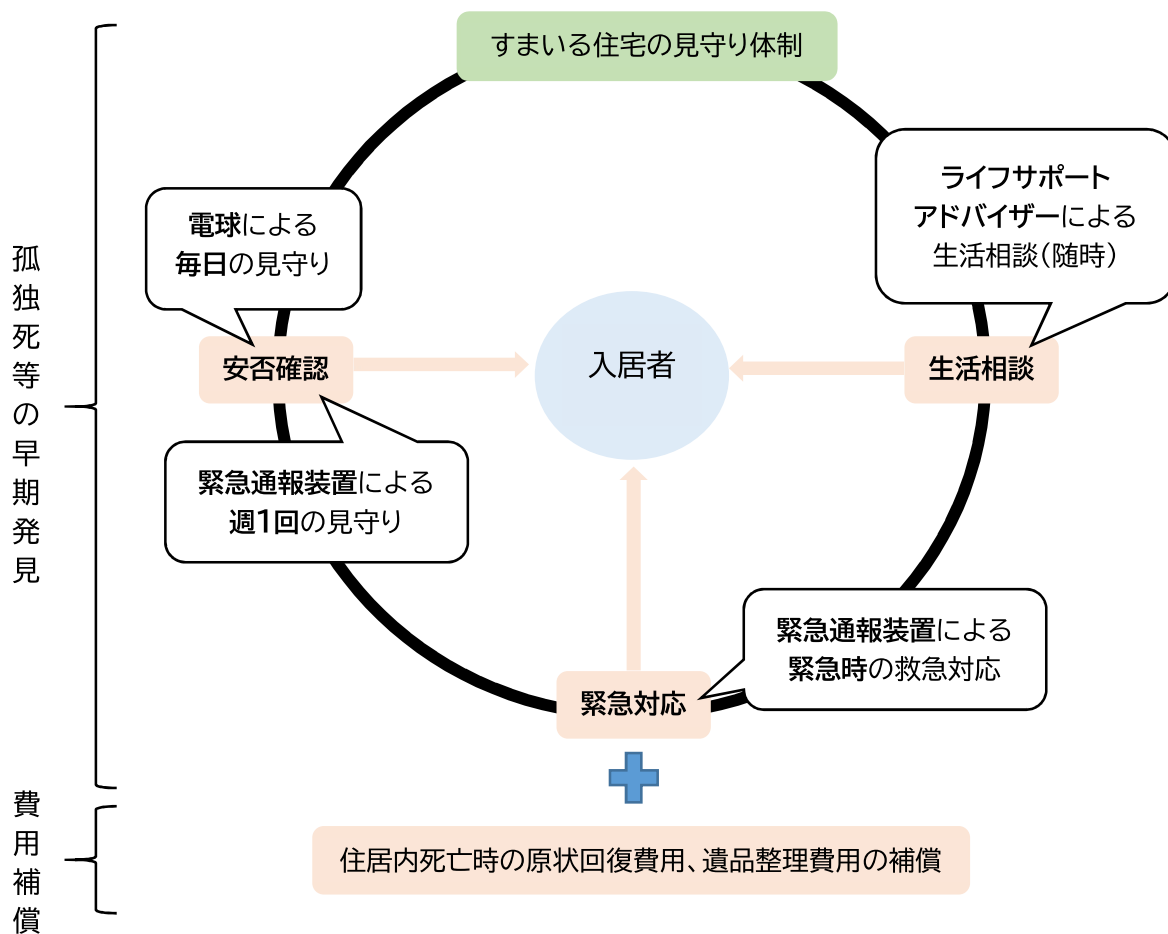 すまいる住宅の見守り体制
ライフサポート
アドバイザーによる
生活相談(随時)
電球による
毎日の見守り
孤独死等の早期発見
入居者
安否確認
生活相談
緊急通報装置による
週1回の見守り
緊急通報装置による
緊急時の救急対応
緊急対応
費用補償
住居内死亡時の原状回復費用、遺品整理費用の補償